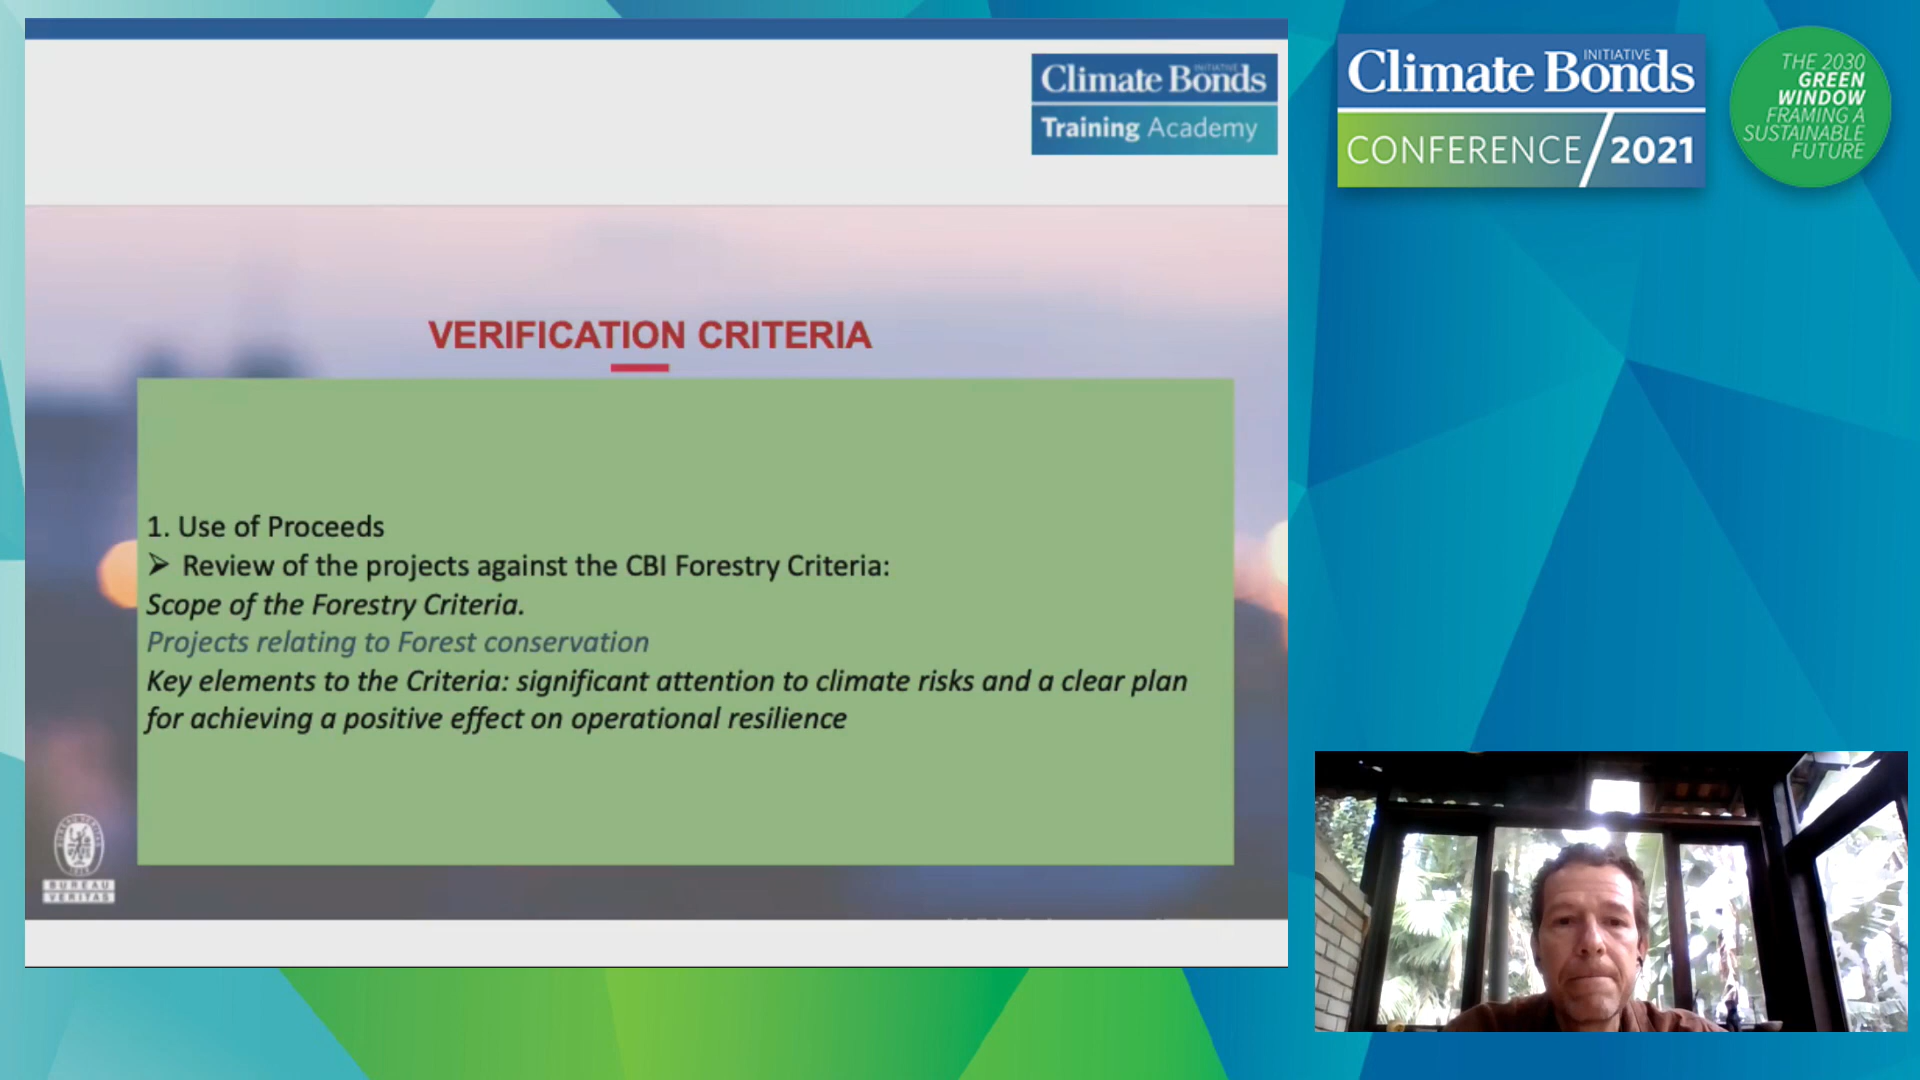 Climate Bonds
INITIATIVE
Training Academy
VERIFICATION CRITERIA
1. Use of Proceeds
➢ Review of the projects against the CBI Forestry Criteria:
Scope of the Forestry Criteria.
Projects relating to Forest conservation
Key elements to the Criteria: significant attention to climate risks and a clear plan
for achieving a positive effect on operational resilience
BUREAU
VERITAS
Climate Bonds
INITIATIVE
CONFERENCE/2021
THE 2030
GREEN
WINDOW
FRAMING A
SUSTAINABLE
FUTURE